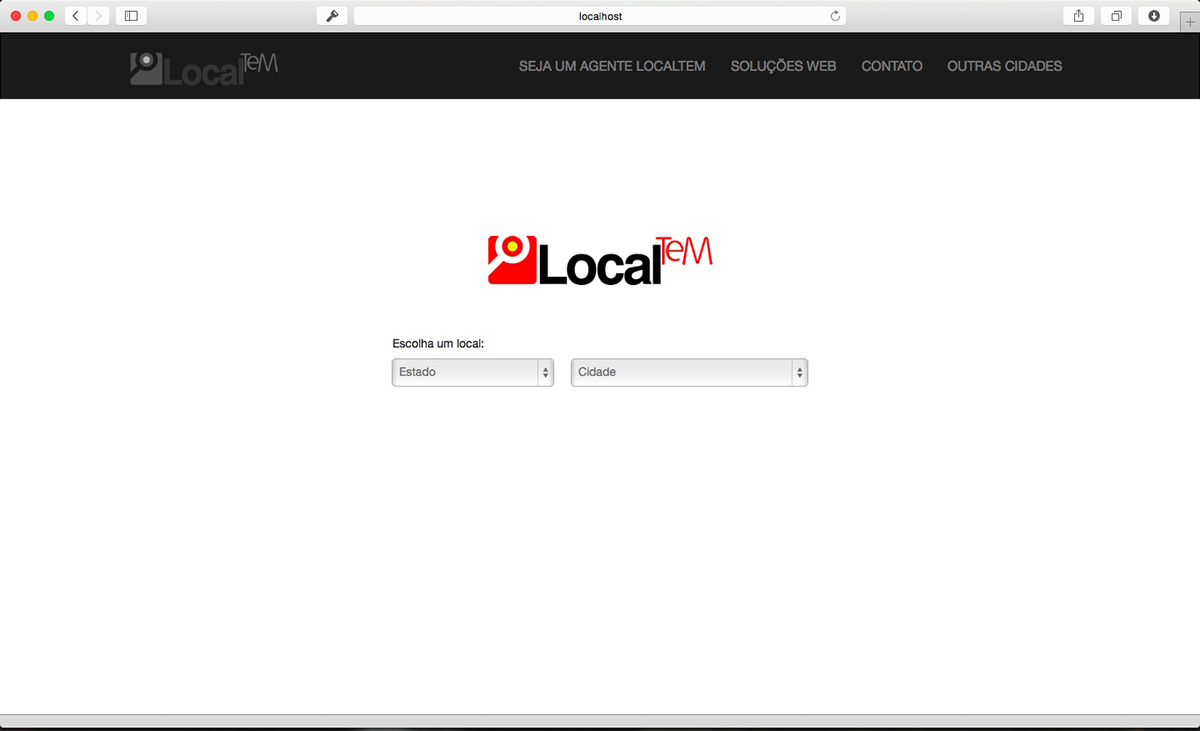 localhost
LocalTeM
SEJA UM AGENTE LOCALTEM SOLUÇÕES WEB CONTATO OUTRAS CIDADES
LocalTeM
Escolha um local:
Estado Cidade